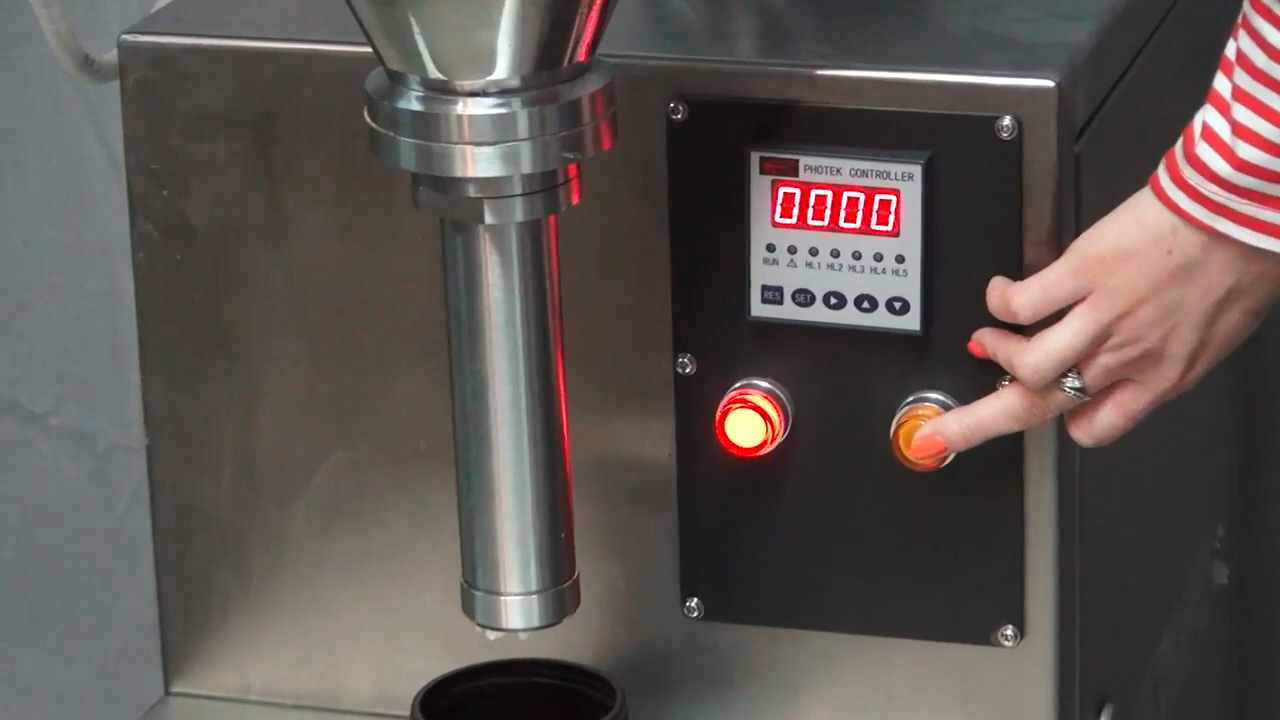 PHOTEK CONTROLLER
0000
RUN ⚠ HL1 HL2 HL3 HL4 HL5
RES SET ▶ ▲ ▼